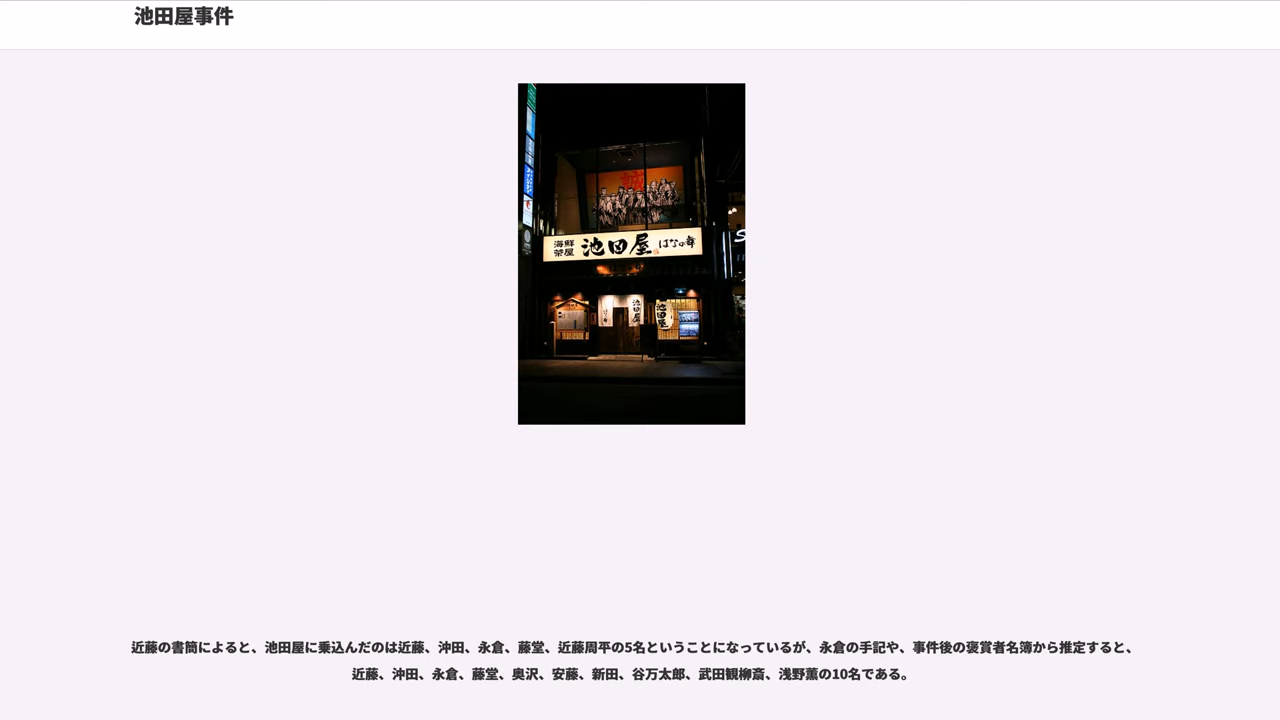 池田屋事件
誠
海鮮茶屋 池田屋 はなの舞
池田屋
池田屋
近藤の書簡によると、池田屋に乗込んだのは近藤、沖田、永倉、藤堂、近藤周平の5名ということになっているが、永倉の手記や、事件後の褒賞者名簿から推定すると、
近藤、沖田、永倉、藤堂、奥沢、安藤、新田、谷万太郎、武田観柳斎、浅野薫の10名である。